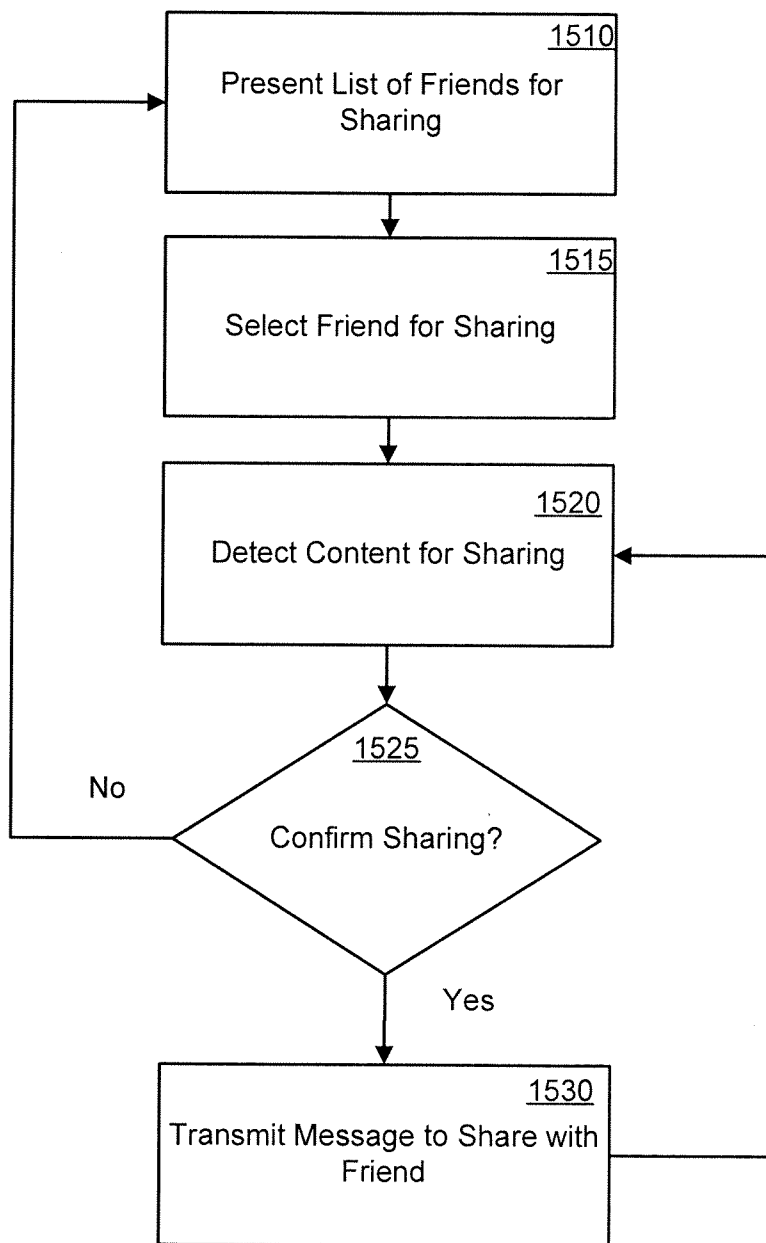 1510
Present List of Friends for
Sharing
1515
Select Friend for Sharing
1520
Detect Content for Sharing
1525
No
Confirm Sharing?
Yes
1530
Transmit Message to Share with
Friend